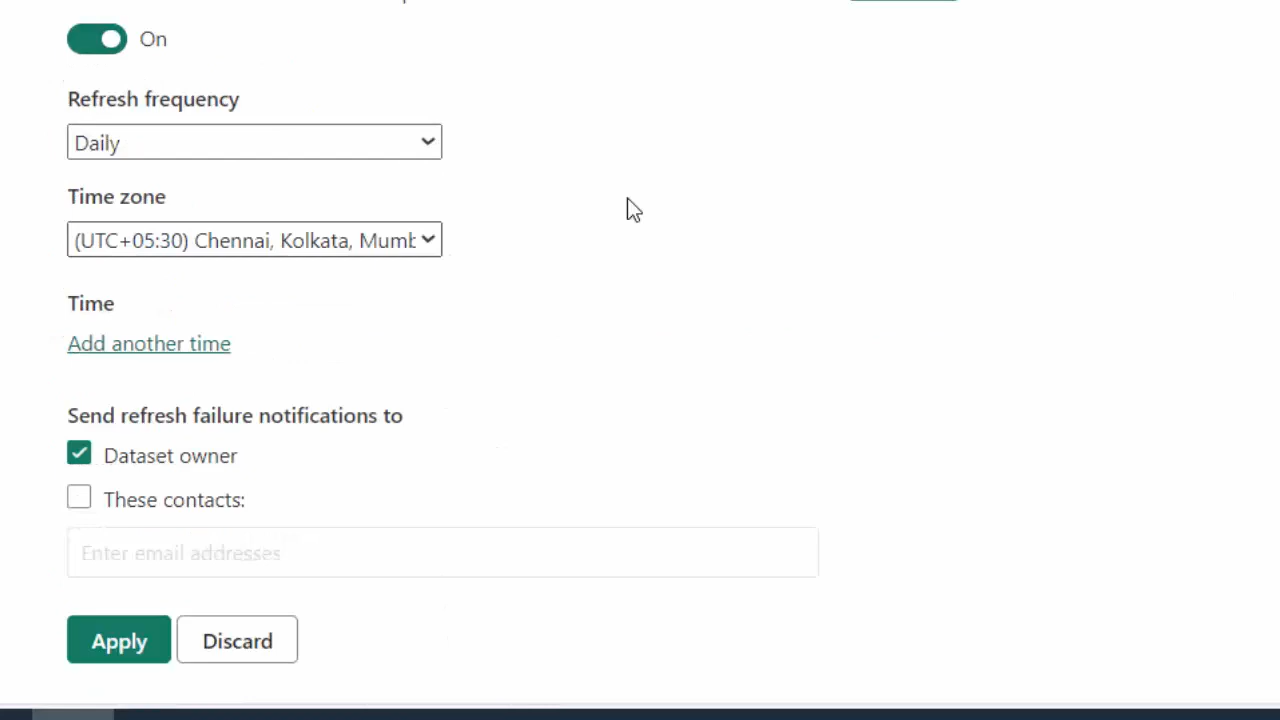 On
Refresh frequency
Daily
Time zone
(UTC+05:30) Chennai, Kolkata, Mumb
Time
Add another time
Send refresh failure notifications to
Dataset owner
These contacts:
Enter email addresses
Apply
Discard